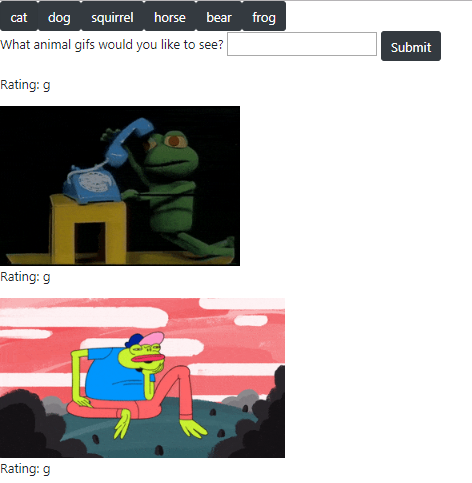 cat dog squirrel horse bear frog
What animal gifs would you like to see? Submit
Rating: g
Rating: g
Rating: g